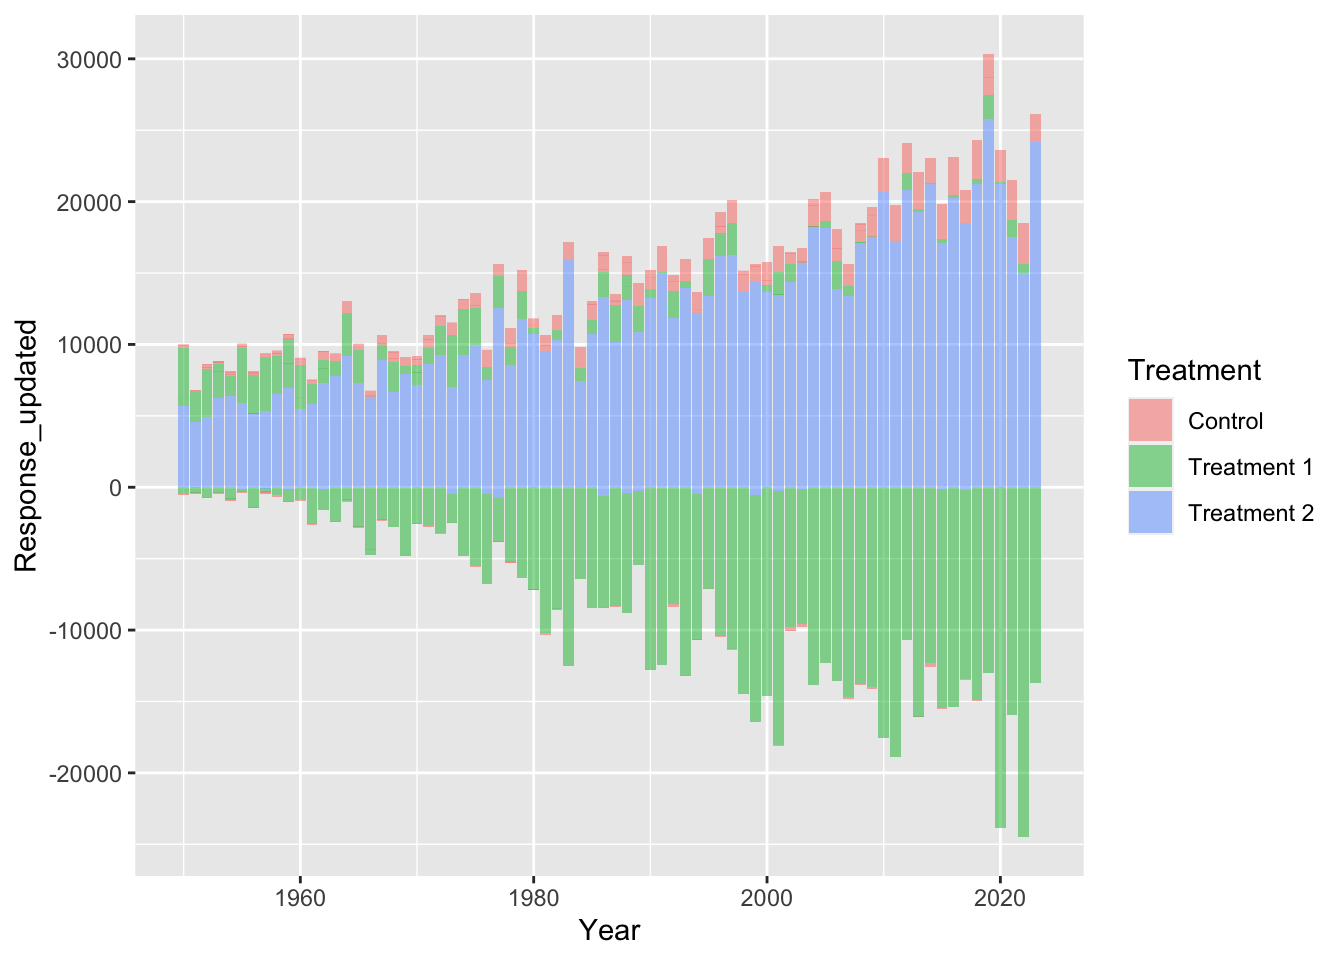 30000
20000
10000
0
-10000
-20000
Response_updated
1960
1980
2000
2020
Year
Treatment
Control
Treatment 1
Treatment 2